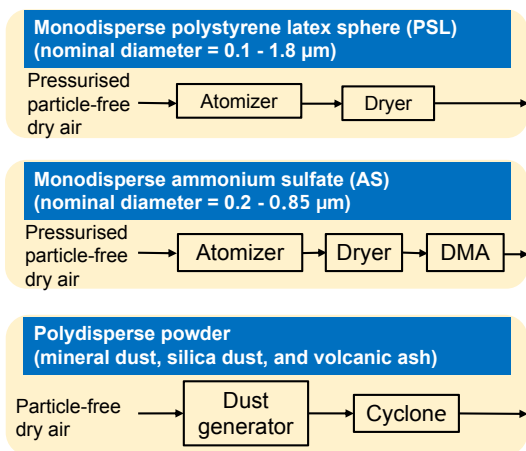 Monodisperse polystyrene latex sphere (PSL)
(nominal diameter = 0.1 - 1.8 µm)
Pressurised
particle-free
dry air
Atomizer
Dryer
Monodisperse ammonium sulfate (AS)
(nominal diameter = 0.2 - 0.85 µm)
Pressurised
particle-free
dry air
Atomizer
Dryer
DMA
Polydisperse powder
(mineral dust, silica dust, and volcanic ash)
Particle-free
dry air
Dust
generator
Cyclone